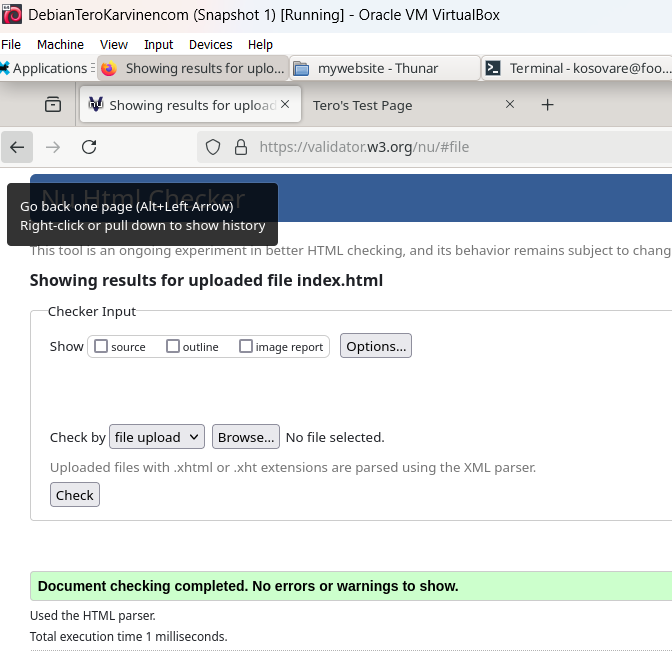 DebianTeroKarvinencom (Snapshot 1) [Running] - Oracle VM VirtualBox
File Machine View Input Devices Help
Applications Showing results for uplo... mywebsite - Thunar Terminal - kosovare@foo...
Showing results for upload Tero's Test Page
https://validator.w3.org/nu/#file
Nu Html Checker
Go back one page (Alt+Left Arrow)
Right-click or pull down to show history
This tool is an ongoing experiment in better HTML checking, and its behavior remains subject to chang
Showing results for uploaded file index.html
Checker Input
Show source outline image report Options...
Check by file upload Browse... No file selected.
Uploaded files with .xhtml or .xht extensions are parsed using the XML parser.
Check
Document checking completed. No errors or warnings to show.
Used the HTML parser.
Total execution time 1 milliseconds.